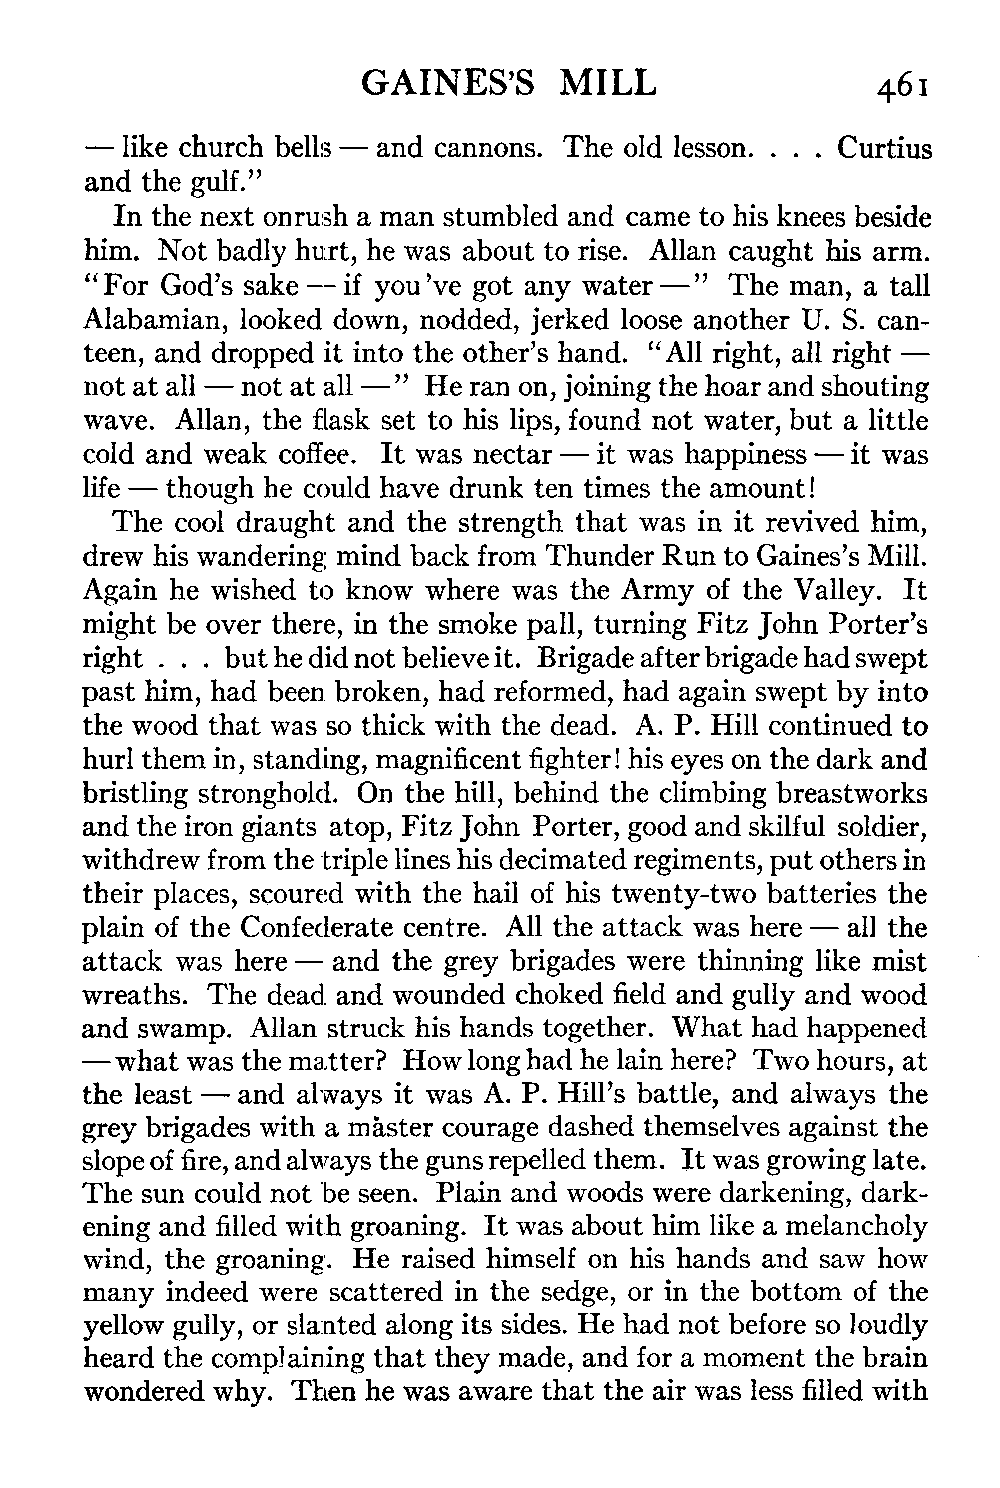 GAINES'S MILL 461
— like church bells — and cannons. The old lesson. . . . Curtius
and the gulf."
In the next onrush a man stumbled and came to his knees beside
him. Not badly hurt, he was about to rise. Allan caught his arm.
"For God's sake — if you 've got any water —" The man, a tall
Alabamian, looked down, nodded, jerked loose another U. S. can-
teen, and dropped it into the other's hand. "All right, all right —
not at all — not at all —" He ran on, joining the hoar and shouting
wave. Allan, the flask set to his lips, found not water, but a little
cold and weak coffee. It was nectar — it was happiness — it was
life — though he could have drunk ten times the amount!
The cool draught and the strength that was in it revived him,
drew his wandering mind back from Thunder Run to Gaines's Mill.
Again he wished to know where was the Army of the Valley. It
might be over there, in the smoke pall, turning Fitz John Porter's
right . . . but he did not believe it. Brigade after brigade had swept
past him, had been broken, had reformed, had again swept by into
the wood that was so thick with the dead. A. P. Hill continued to
hurl them in, standing, magnificent fighter! his eyes on the dark and
bristling stronghold. On the hill, behind the climbing breastworks
and the iron giants atop, Fitz John Porter, good and skilful soldier,
withdrew from the triple lines his decimated regiments, put others in
their places, scoured with the hail of his twenty-two batteries the
plain of the Confederate centre. All the attack was here — all the
attack was here — and the grey brigades were thinning like mist
wreaths. The dead and wounded choked field and gully and wood
and swamp. Allan struck his hands together. What had happened
— what was the matter? How long had he lain here? Two hours, at
the least — and always it was A. P. Hill's battle, and always the
grey brigades with a master courage dashed themselves against the
slope of fire, and always the guns repelled them. It was growing late.
The sun could not be seen. Plain and woods were darkening, dark-
ening and filled with groaning. It was about him like a melancholy
wind, the groaning. He raised himself on his hands and saw how
many indeed were scattered in the sedge, or in the bottom of the
yellow gully, or slanted along its sides. He had not before so loudly
heard the complaining that they made, and for a moment the brain
wondered why. Then he was aware that the air was less filled with